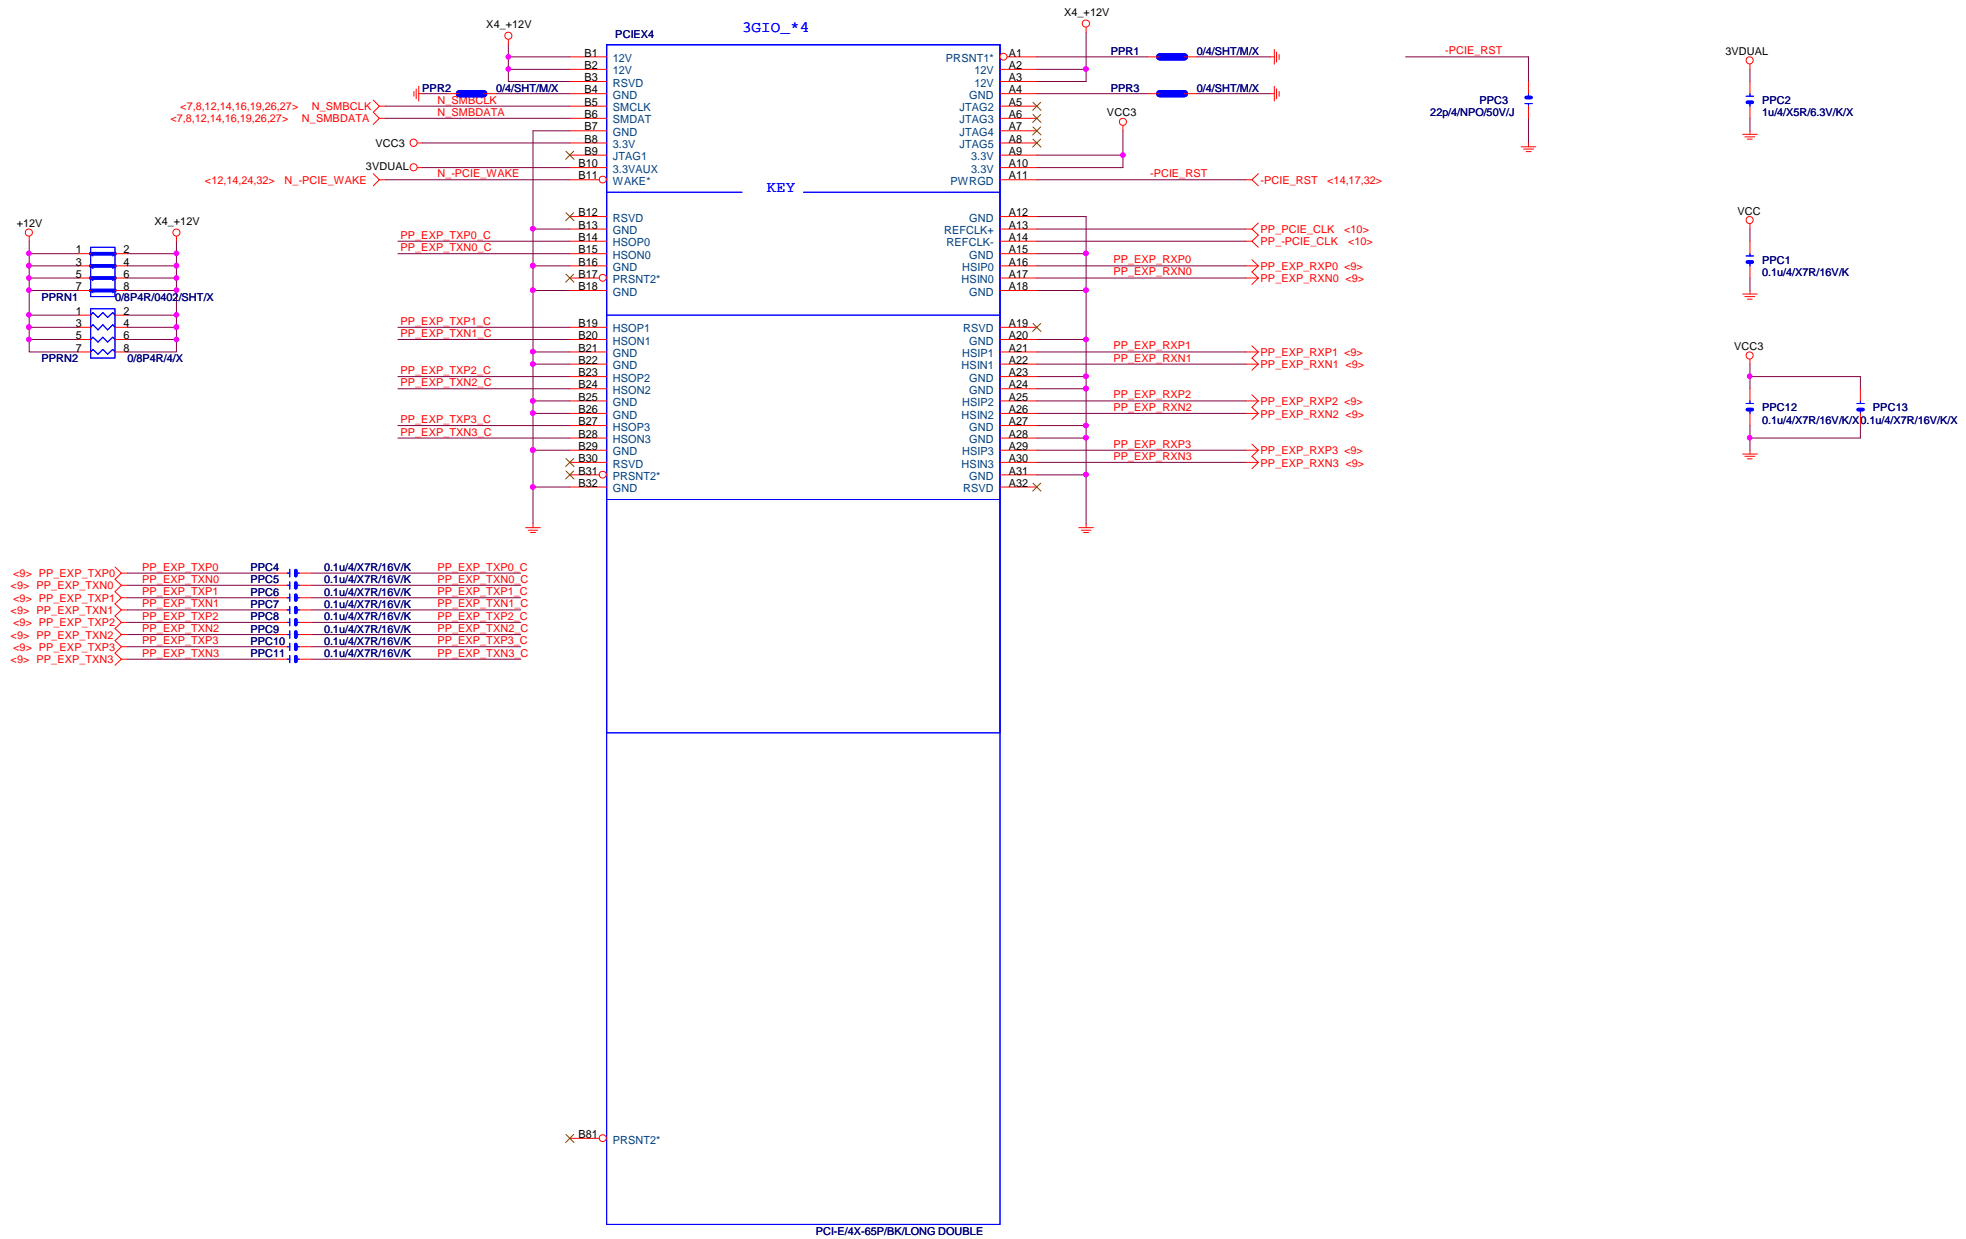 X4_+12V
PCIEX4
3GIO_*4
X4_+12V
B1 12V
B2 12V
B3 RSVD
PPR2 0/4/SHT/M/X B4 GND
<7,8,12,14,16,19,26,27> N_SMBCLK N_SMBCLK B5 SMCLK
<7,8,12,14,16,19,26,27> N_SMBDATA N_SMBDATA B6 SMDAT
B7 GND
VCC3 B8 3.3V
B9 JTAG1
3VDUAL B10 3.3VAUX
<12,14,24,32> N_-PCIE_WAKE N_-PCIE_WAKE B11 WAKE*
PRSNT1* A1 PPR1 0/4/SHT/M/X
12V A2
12V A3
GND A4 PPR3 0/4/SHT/M/X
JTAG2 A5
JTAG3 A6
JTAG4 A7
JTAG5 A8
VCC3
3.3V A9
3.3V A10
PWRGD A11 -PCIE_RST -PCIE_RST <14,17,32>
KEY
B12 RSVD
B13 GND
PP_EXP_TXP0_C B14 HSOP0
PP_EXP_TXN0_C B15 HSON0
B16 GND
B17 PRSNT2*
B18 GND
GND A12
REFCLK+ A13 PP_PCIE_CLK <10>
REFCLK- A14 PP_-PCIE_CLK <10>
GND A15
HSIP0 A16 PP_EXP_RXP0 PP_EXP_RXP0 <9>
HSIN0 A17 PP_EXP_RXN0 PP_EXP_RXN0 <9>
GND A18
PP_EXP_TXP1_C B19 HSOP1
PP_EXP_TXN1_C B20 HSON1
B21 GND
B22 GND
PP_EXP_TXP2_C B23 HSOP2
PP_EXP_TXN2_C B24 HSON2
B25 GND
B26 GND
PP_EXP_TXP3_C B27 HSOP3
PP_EXP_TXN3_C B28 HSON3
B29 GND
B30 RSVD
B31 PRSNT2*
B32 GND
RSVD A19
GND A20
HSIP1 A21 PP_EXP_RXP1 PP_EXP_RXP1 <9>
HSIN1 A22 PP_EXP_RXN1 PP_EXP_RXN1 <9>
GND A23
GND A24
HSIP2 A25 PP_EXP_RXP2 PP_EXP_RXP2 <9>
HSIN2 A26 PP_EXP_RXN2 PP_EXP_RXN2 <9>
GND A27
GND A28
HSIP3 A29 PP_EXP_RXP3 PP_EXP_RXP3 <9>
HSIN3 A30 PP_EXP_RXN3 PP_EXP_RXN3 <9>
GND A31
RSVD A32
B81 PRSNT2*
PCI-E/4X-65P/BK/LONG DOUBLE
+12V X4_+12V
1 2
3 4
5 6
7 8
PPRN1 0/8P4R/0402/SHT/X
1 2
3 4
5 6
7 8
PPRN2 0/8P4R/4/X
<9> PP_EXP_TXP0 PP_EXP_TXP0 PPC4 0.1u/4/X7R/16V/K PP_EXP_TXP0_C
<9> PP_EXP_TXN0 PP_EXP_TXN0 PPC5 0.1u/4/X7R/16V/K PP_EXP_TXN0_C
<9> PP_EXP_TXP1 PP_EXP_TXP1 PPC6 0.1u/4/X7R/16V/K PP_EXP_TXP1_C
<9> PP_EXP_TXN1 PP_EXP_TXN1 PPC7 0.1u/4/X7R/16V/K PP_EXP_TXN1_C
<9> PP_EXP_TXP2 PP_EXP_TXP2 PPC8 0.1u/4/X7R/16V/K PP_EXP_TXP2_C
<9> PP_EXP_TXN2 PP_EXP_TXN2 PPC9 0.1u/4/X7R/16V/K PP_EXP_TXN2_C
<9> PP_EXP_TXP3 PP_EXP_TXP3 PPC10 0.1u/4/X7R/16V/K PP_EXP_TXP3_C
<9> PP_EXP_TXN3 PP_EXP_TXN3 PPC11 0.1u/4/X7R/16V/K PP_EXP_TXN3_C
-PCIE_RST
PPC3
22p/4/NPO/50V/J
3VDUAL
PPC2
1u/4/X5R/6.3V/K/X
VCC
PPC1
0.1u/4/X7R/16V/K
VCC3
PPC12 PPC13
0.1u/4/X7R/16V/K/X 0.1u/4/X7R/16V/K/X